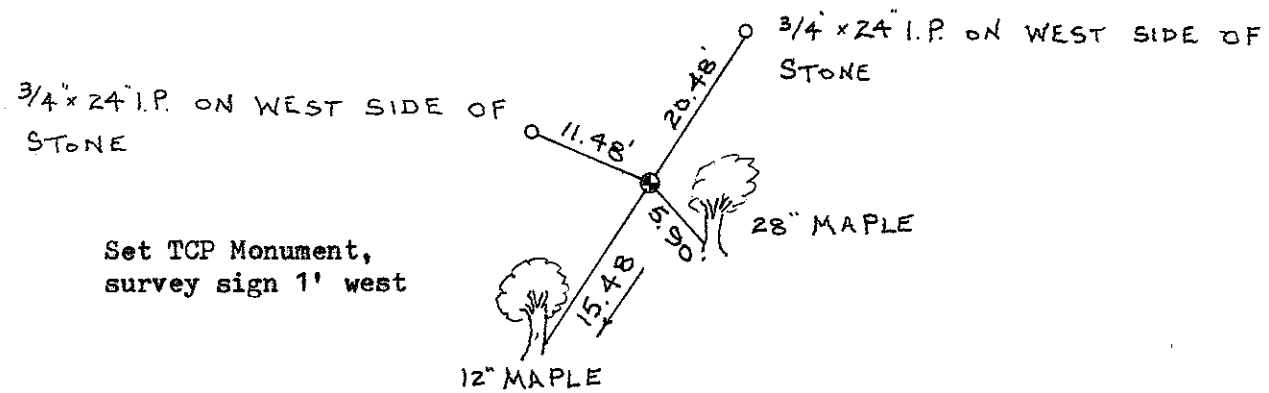 3/4' x 24" I.P. ON WEST SIDE OF
STONE
20.48'
3/4" x 24" I.P. ON WEST SIDE OF
STONE
11.48'
5.90'
28" MAPLE
Set TCP Monument,
survey sign 1' west
15.48
12" MAPLE